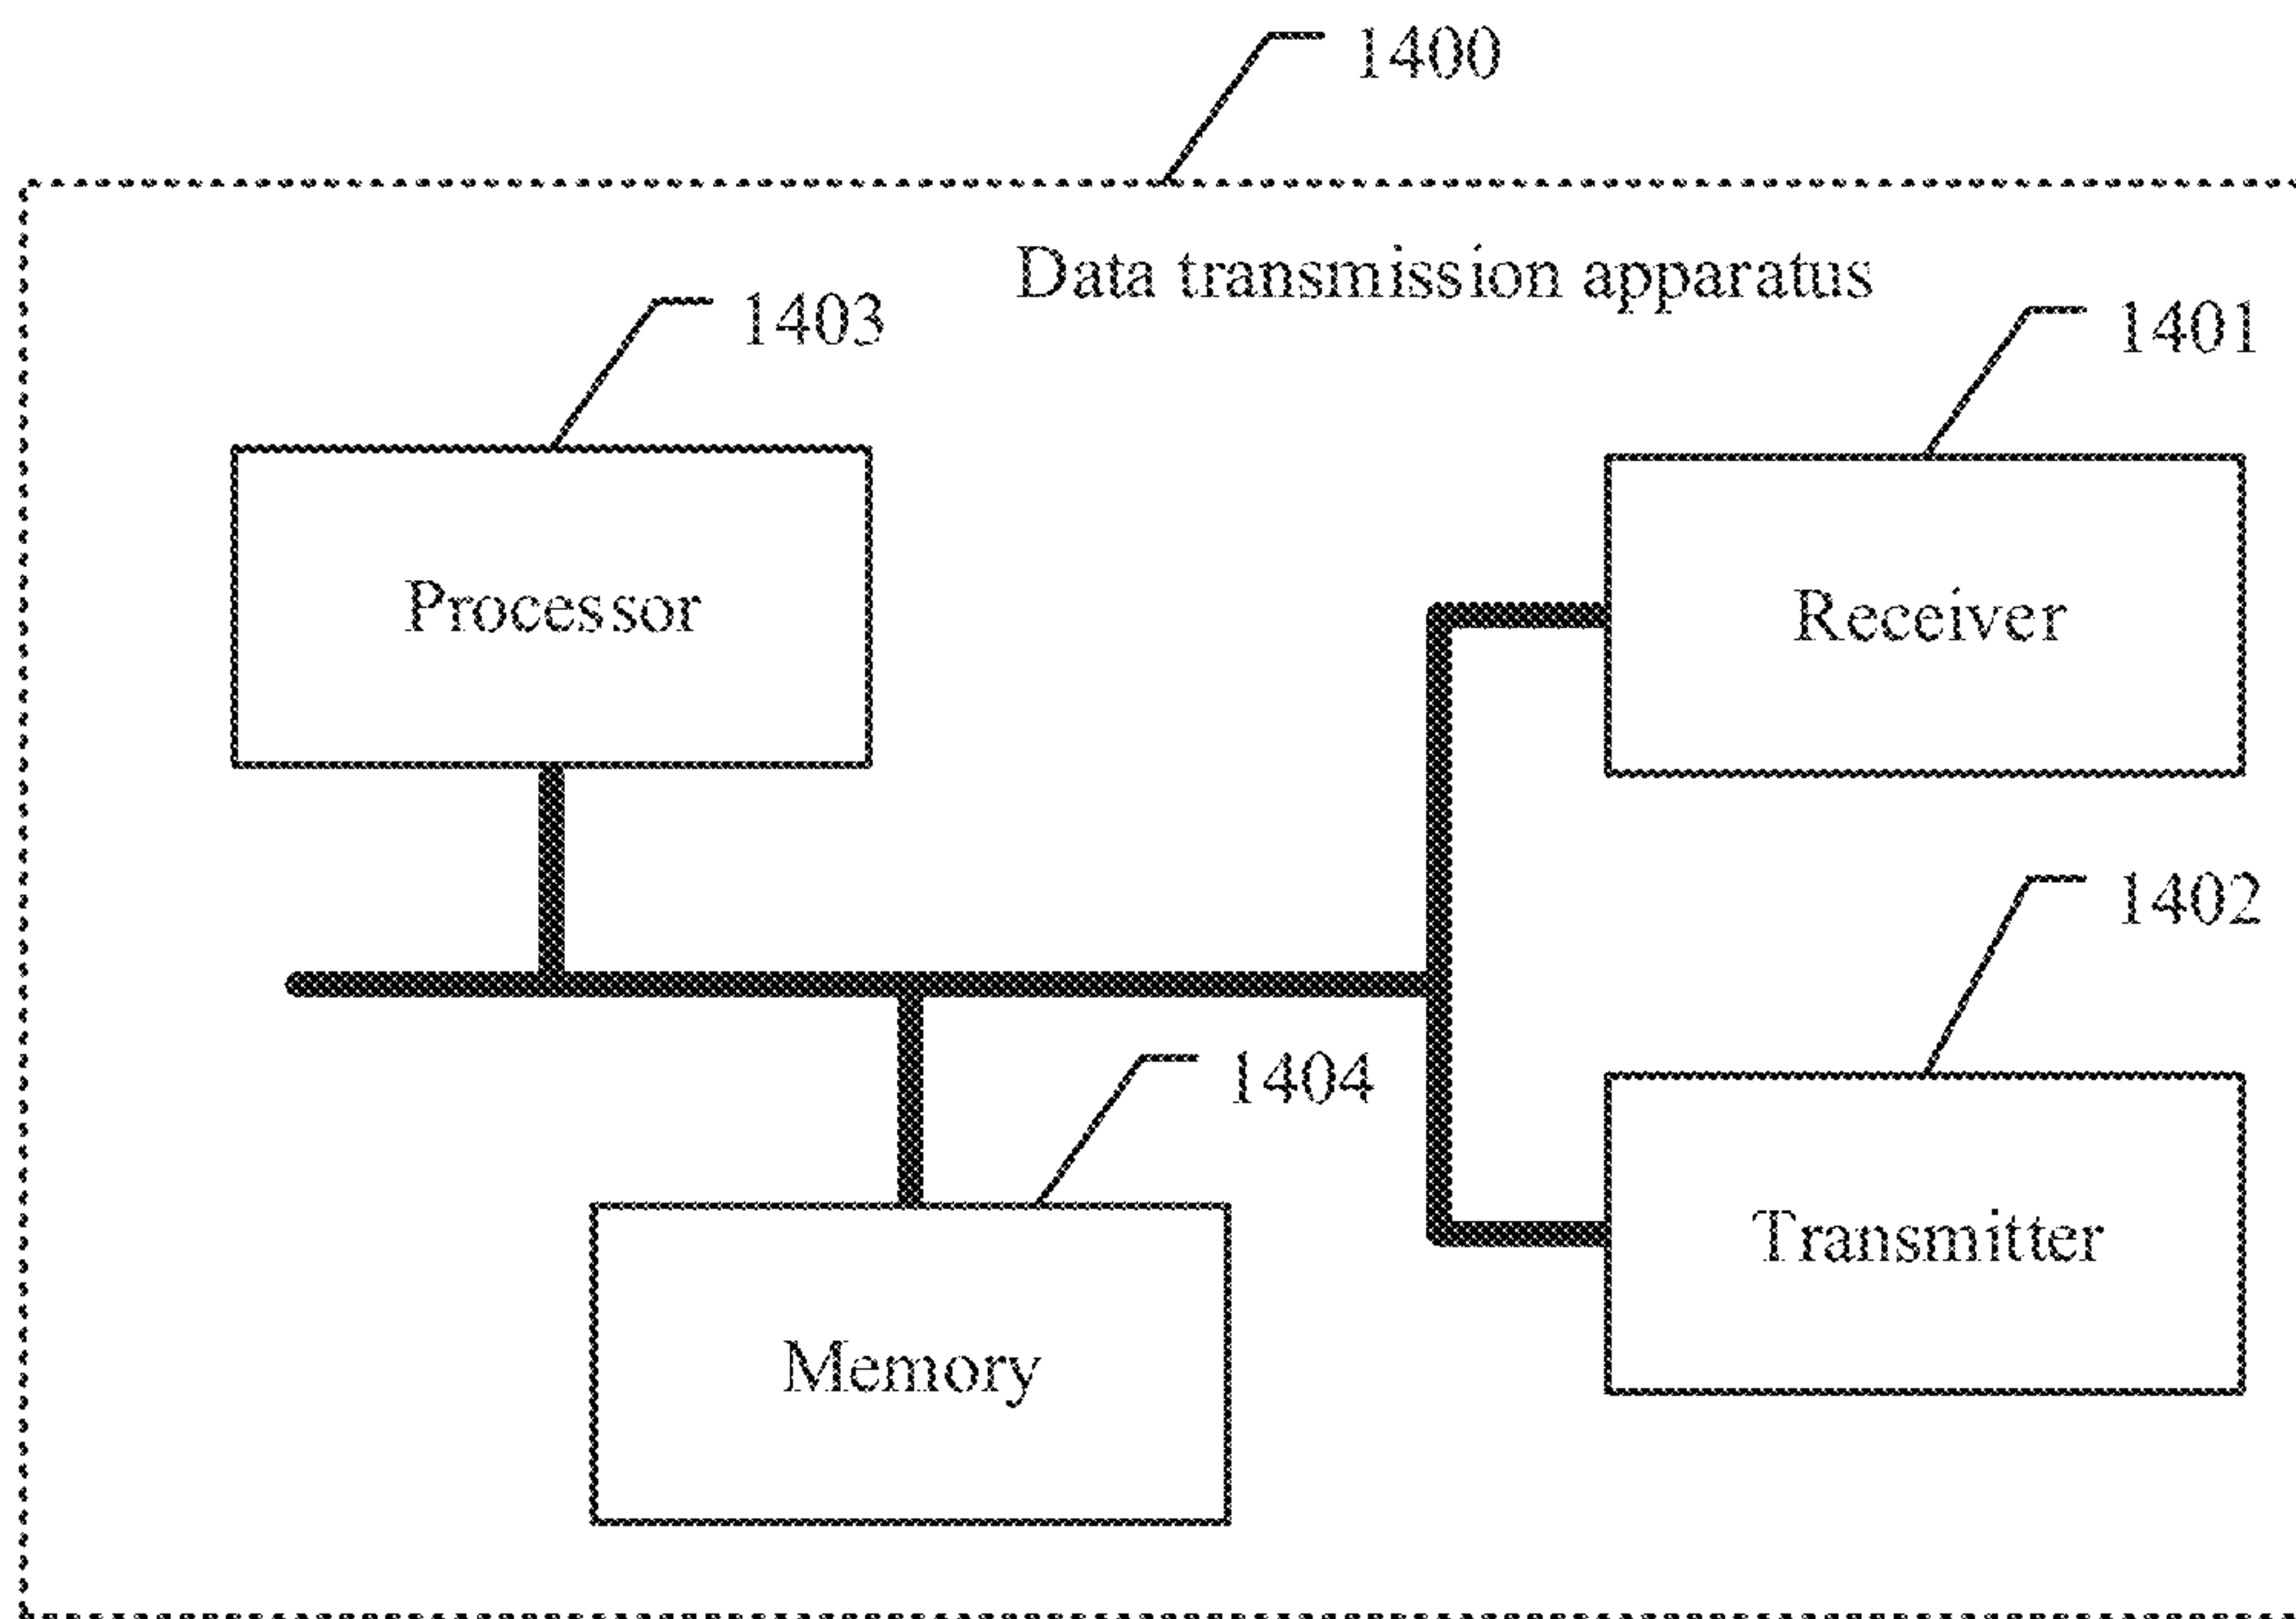 1400
Data transmission apparatus
1403
1401
Processor
Receiver
1402
1404
Transmitter
Memory